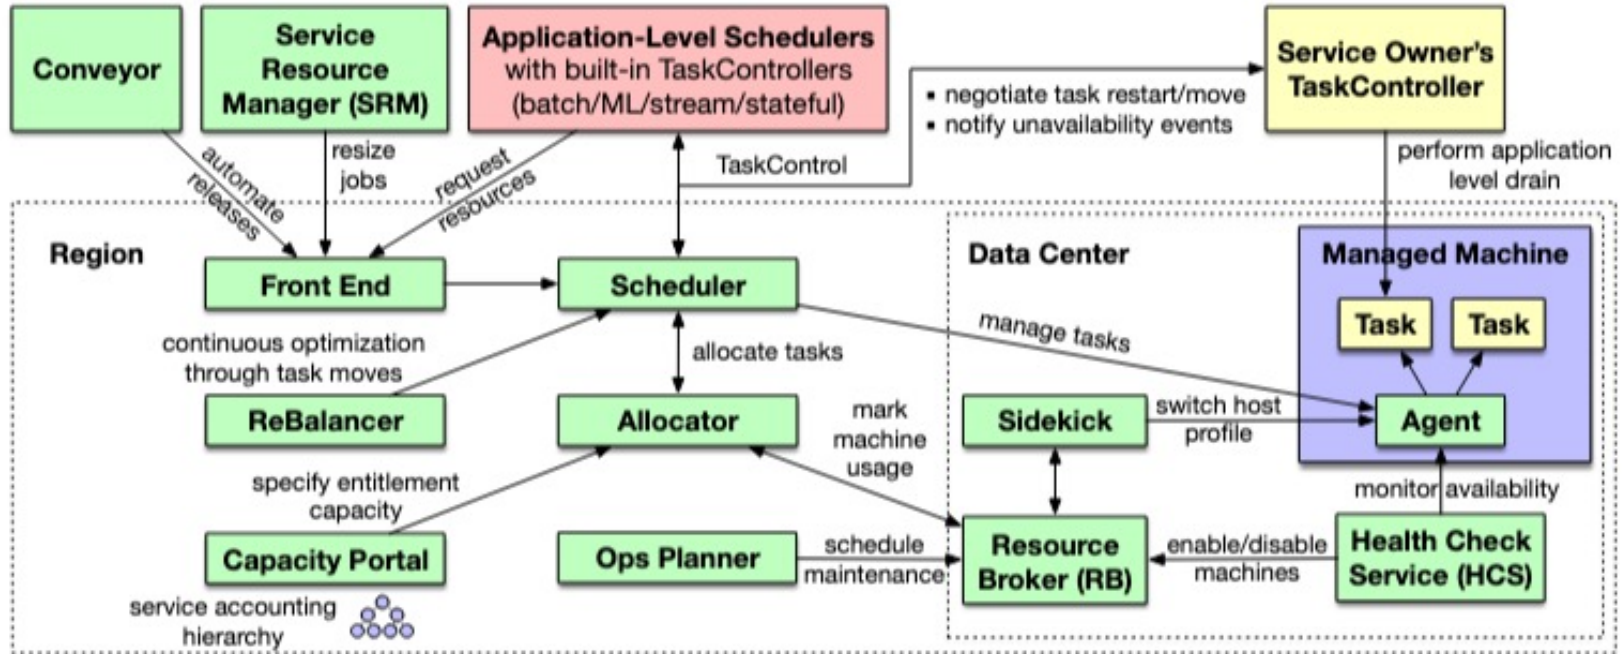 Conveyor
Service
Resource
Manager (SRM)
Application-Level Schedulers
with built-in TaskControllers
(batch/ML/stream/stateful)
Service Owner's
TaskController
▪ negotiate task restart/move
▪ notify unavailability events
automate
releases
resize
jobs
request
resources
TaskControl
perform application
level drain
Region
Data Center
Managed Machine
Front End
Scheduler
Task
Task
manage tasks
continuous optimization
through task moves
allocate tasks
ReBalancer
Allocator
mark
machine
usage
Sidekick
switch host
profile
Agent
specify entitlement
capacity
monitor availability
Capacity Portal
Ops Planner
schedule
maintenance
Resource
Broker (RB)
enable/disable
machines
Health Check
Service (HCS)
service accounting
hierarchy